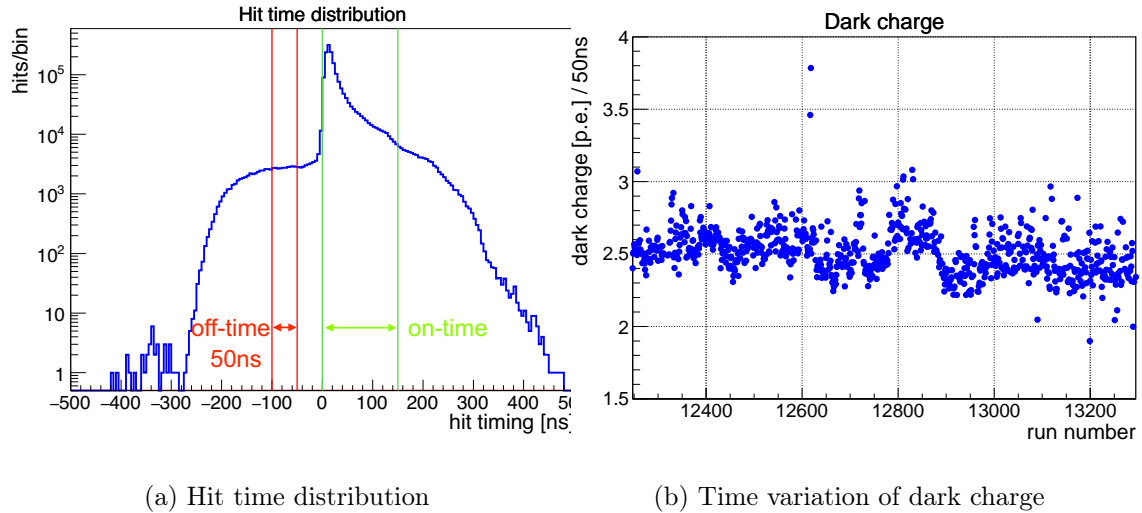 Hit time distribution
hits/bin
10^5
10^4
10^3
10^2
10
1
off-time
50ns
on-time
−500 −400 −300 −200 −100 0 100 200 300 400 50
hit timing [ns]
(a) Hit time distribution
Dark charge
dark charge [p.e.] / 50ns
4
3.5
3
2.5
2
1.5
12400 12600 12800 13000 13200
run number
(b) Time variation of dark charge